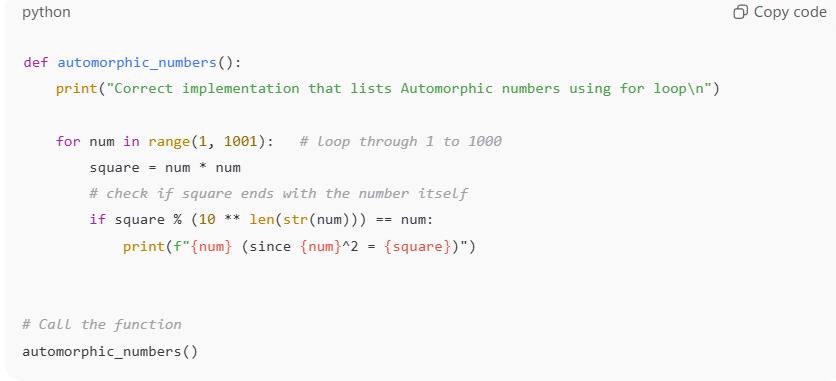 python
Copy code
def automorphic_numbers():
    print("Correct implementation that lists Automorphic numbers using for loop\n")
    for num in range(1, 1001):   # loop through 1 to 1000
        square = num * num
        # check if square ends with the number itself
        if square % (10 ** len(str(num))) == num:
            print(f"{num} (since {num}^2 = {square})")
# Call the function
automorphic_numbers()